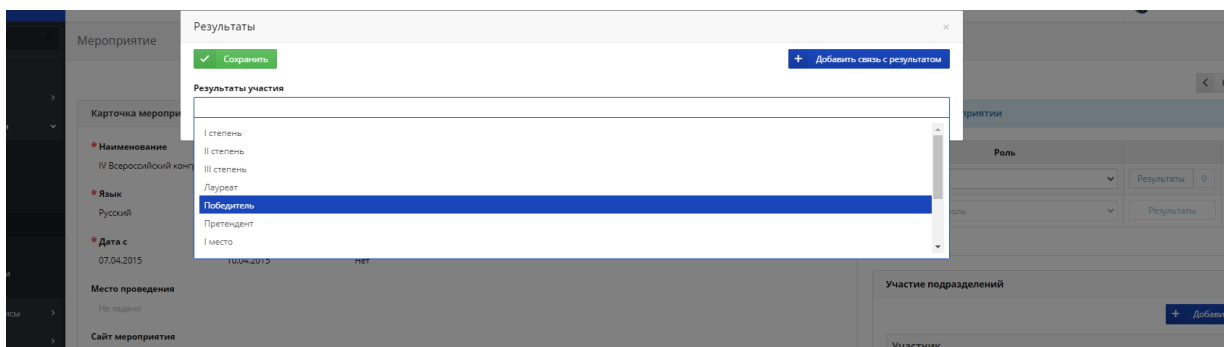 Результаты
×
Мероприятие
Сохранить
+ Добавить связь с результатом
Результаты участия
Карточка меропри
приятии
I степень
II степень
III степень
Лауреат
Победитель
Претендент
I место
* Наименование
IV Всероссийский конгр
* Язык
Русский
* Дата с
07.04.2015
10.04.2015
Нет
Место проведения
Не задано
Сайт мероприятия
Роль
Результаты 0
Результаты
Участие подразделений
+ Добави
Участник